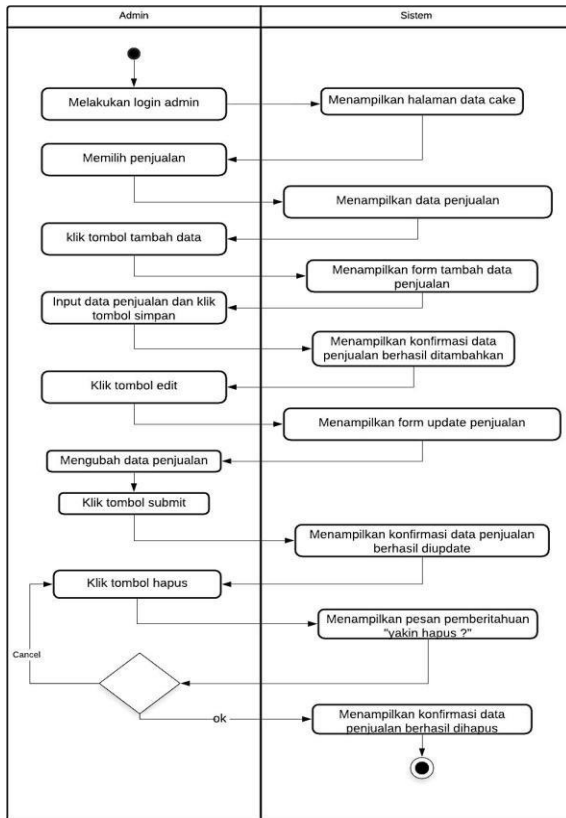 Admin
Sistem
Melakukan login admin
Menampilkan halaman data cake
Memilih penjualan
Menampilkan data penjualan
klik tombol tambah data
Menampilkan form tambah data
penjualan
Input data penjualan dan klik
tombol simpan
Menampilkan konfirmasi data
penjualan berhasil ditambahkan
Klik tombol edit
Menampilkan form update penjualan
Mengubah data penjualan
Klik tombol submit
Menampilkan konfirmasi data penjualan
berhasil diupdate
Klik tombol hapus
Menampilkan pesan pemberitahuan
"yakin hapus ?"
Cancel
ok
Menampilkan konfirmasi data
penjualan berhasil dihapus